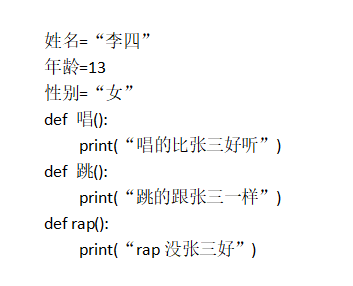 姓名=“李四”
年龄=13
性别=“女”
def 唱():
print(“唱的比张三好听”)
def 跳():
print(“跳的跟张三一样”)
def rap():
print(“rap 没张三好”)